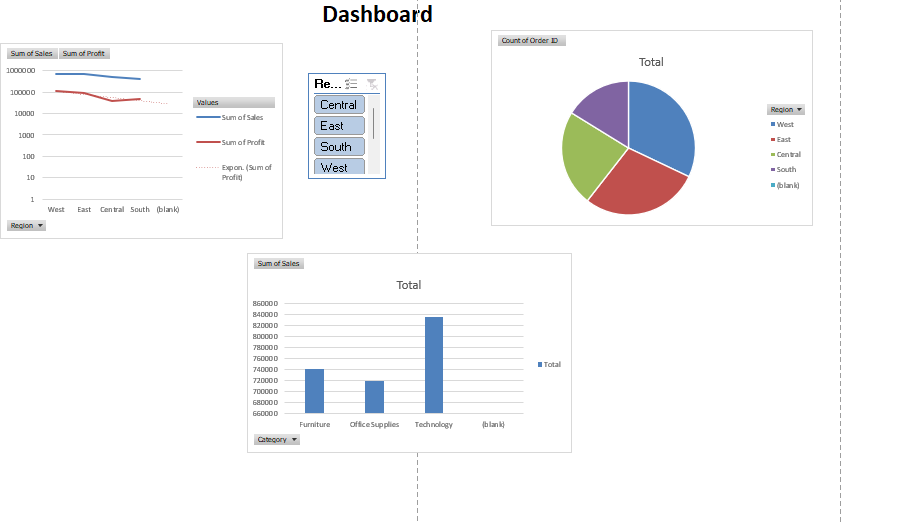 Dashboard
Sum of Sales Sum of Profit
1000000
100000
10000
1000
100
10
1
West East Central South (blank)
Values
Sum of Sales
Sum of Profit
Expon. (Sum of
Profit)
Region
Re...
Central
East
South
West
Count of Order ID
Total
Region
West
East
Central
South
(blank)
Sum of Sales
Total
860000
840000
820000
800000
780000
760000
740000
720000
700000
680000
660000
Furniture Office Supplies Technology (blank)
Total
Category